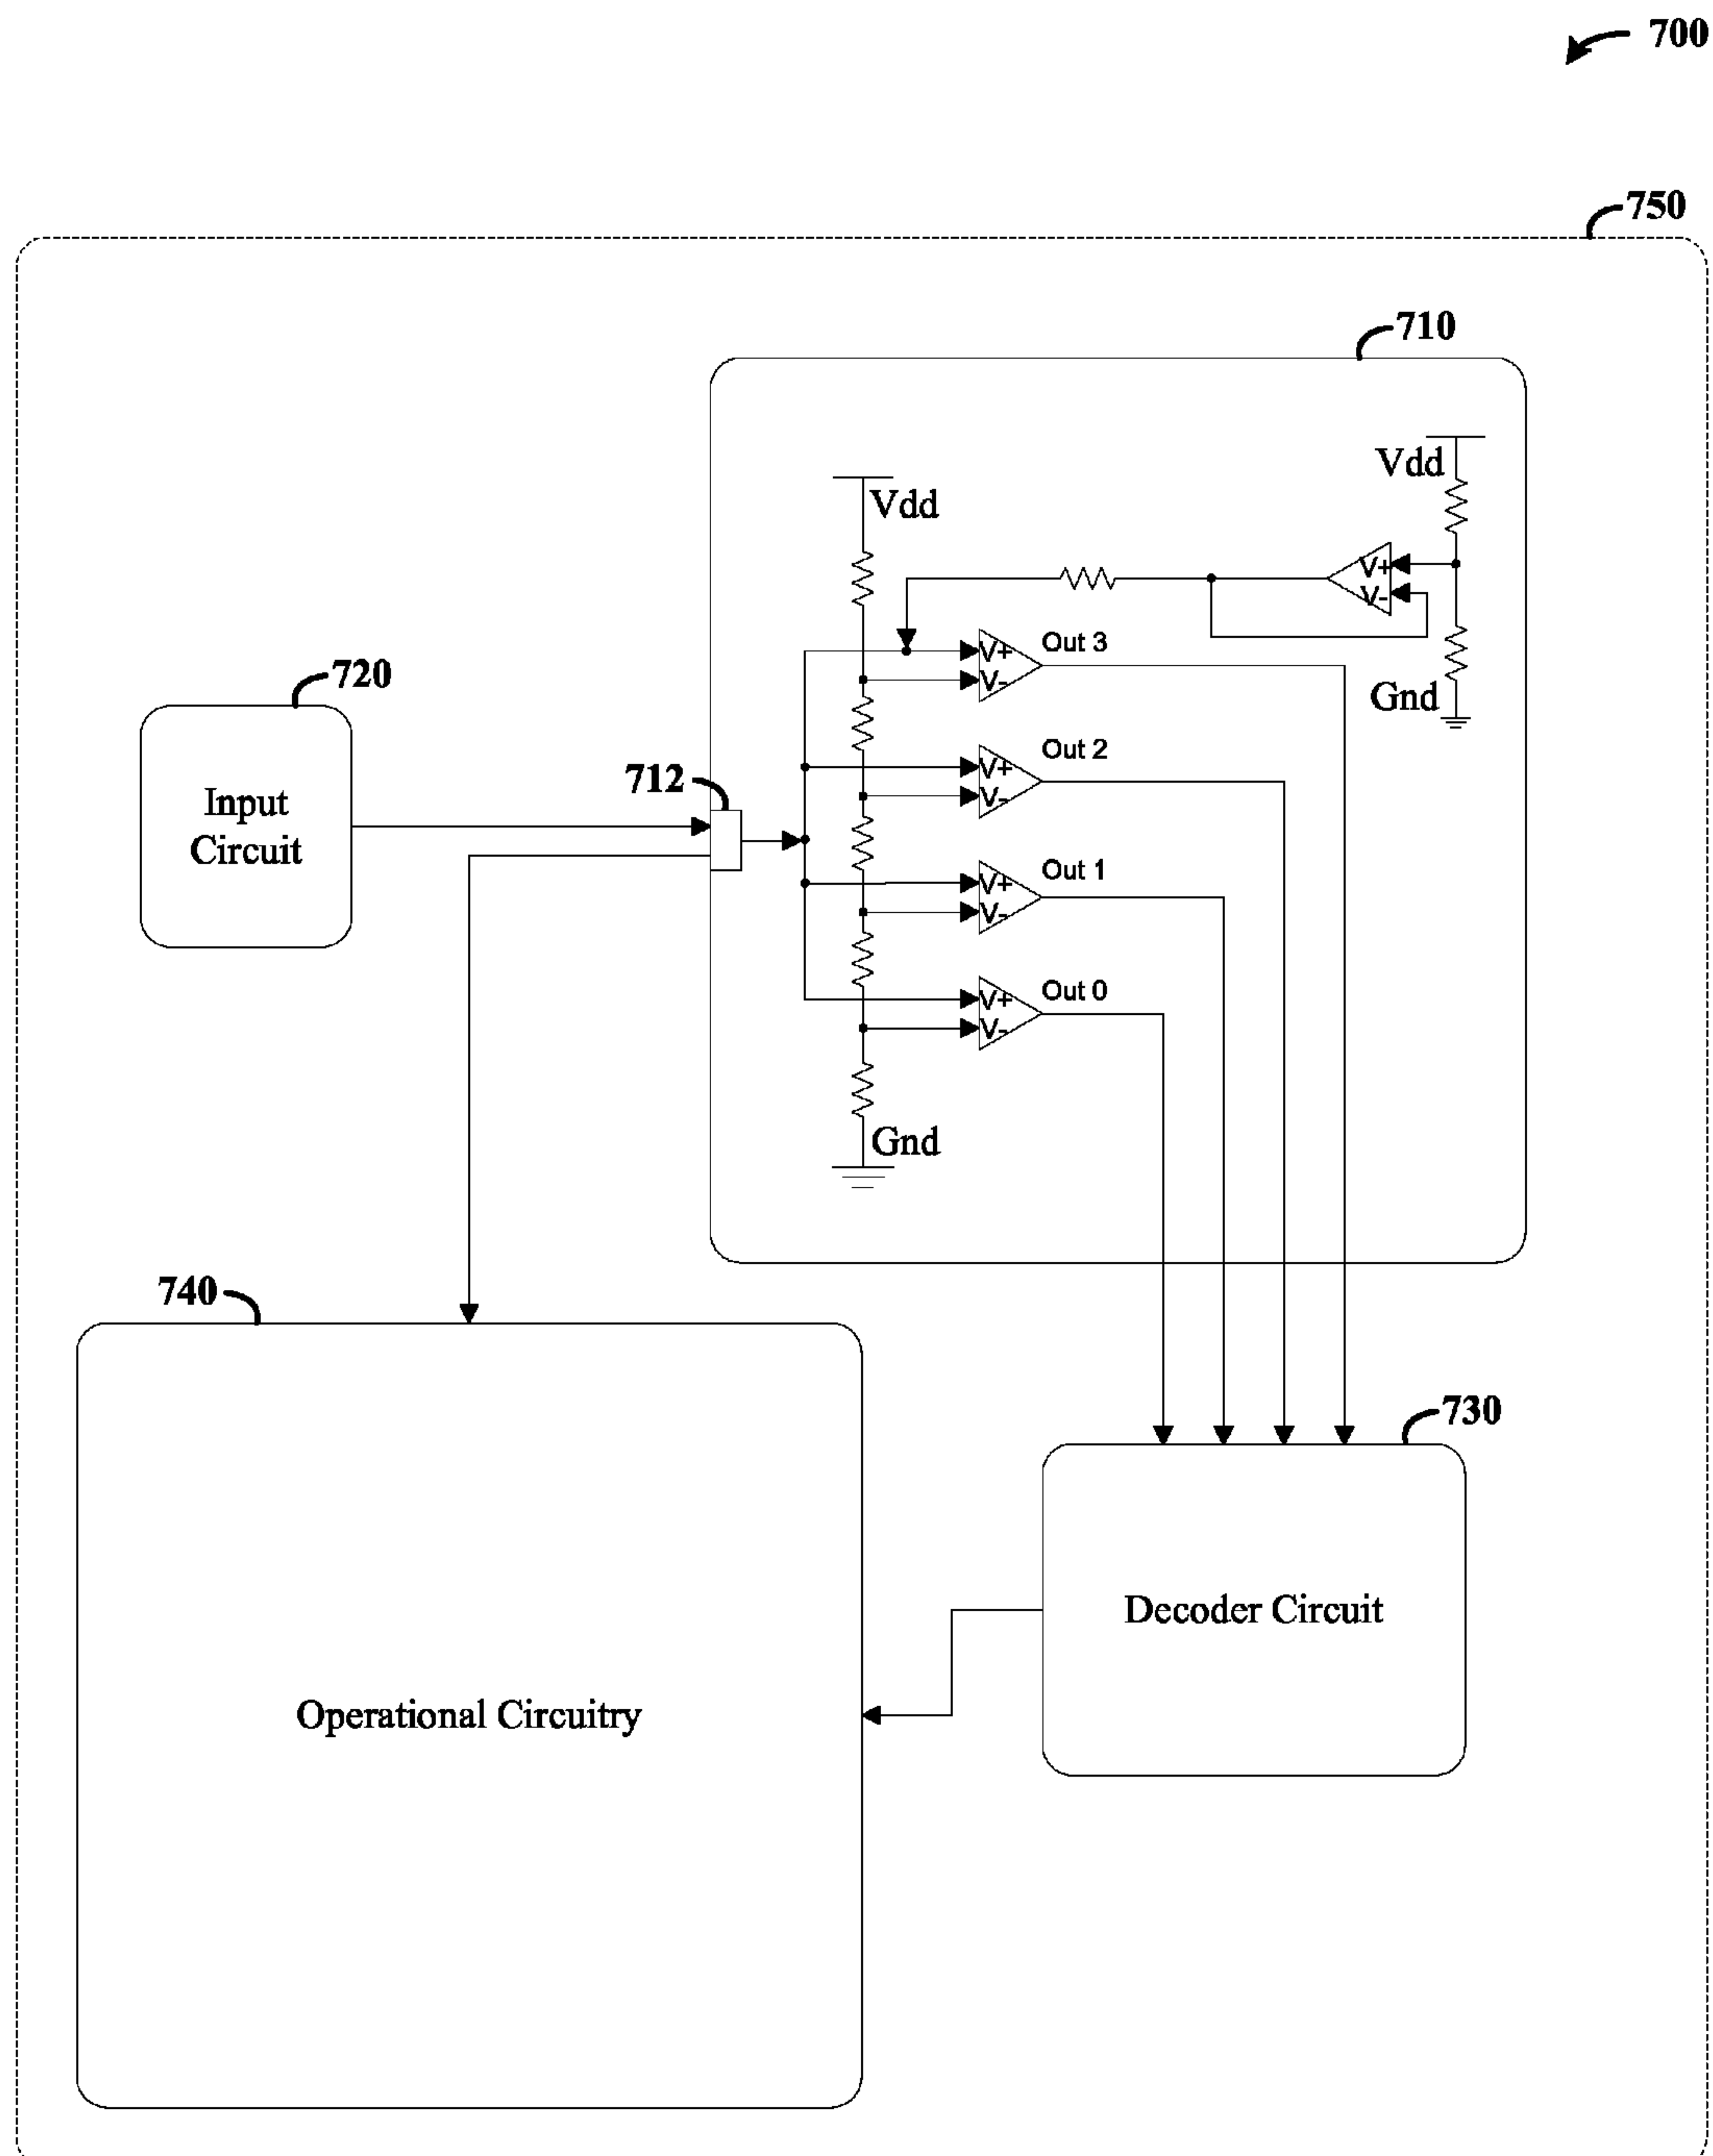 700
750
710
Vdd
Vdd
V+
V-
Out 3
V+
V-
Gnd
720
Input
Circuit
712
Out 2
V+
V-
Out 1
V+
V-
Out 0
V+
V-
Gnd
740
730
Decoder Circuit
Operational Circuitry